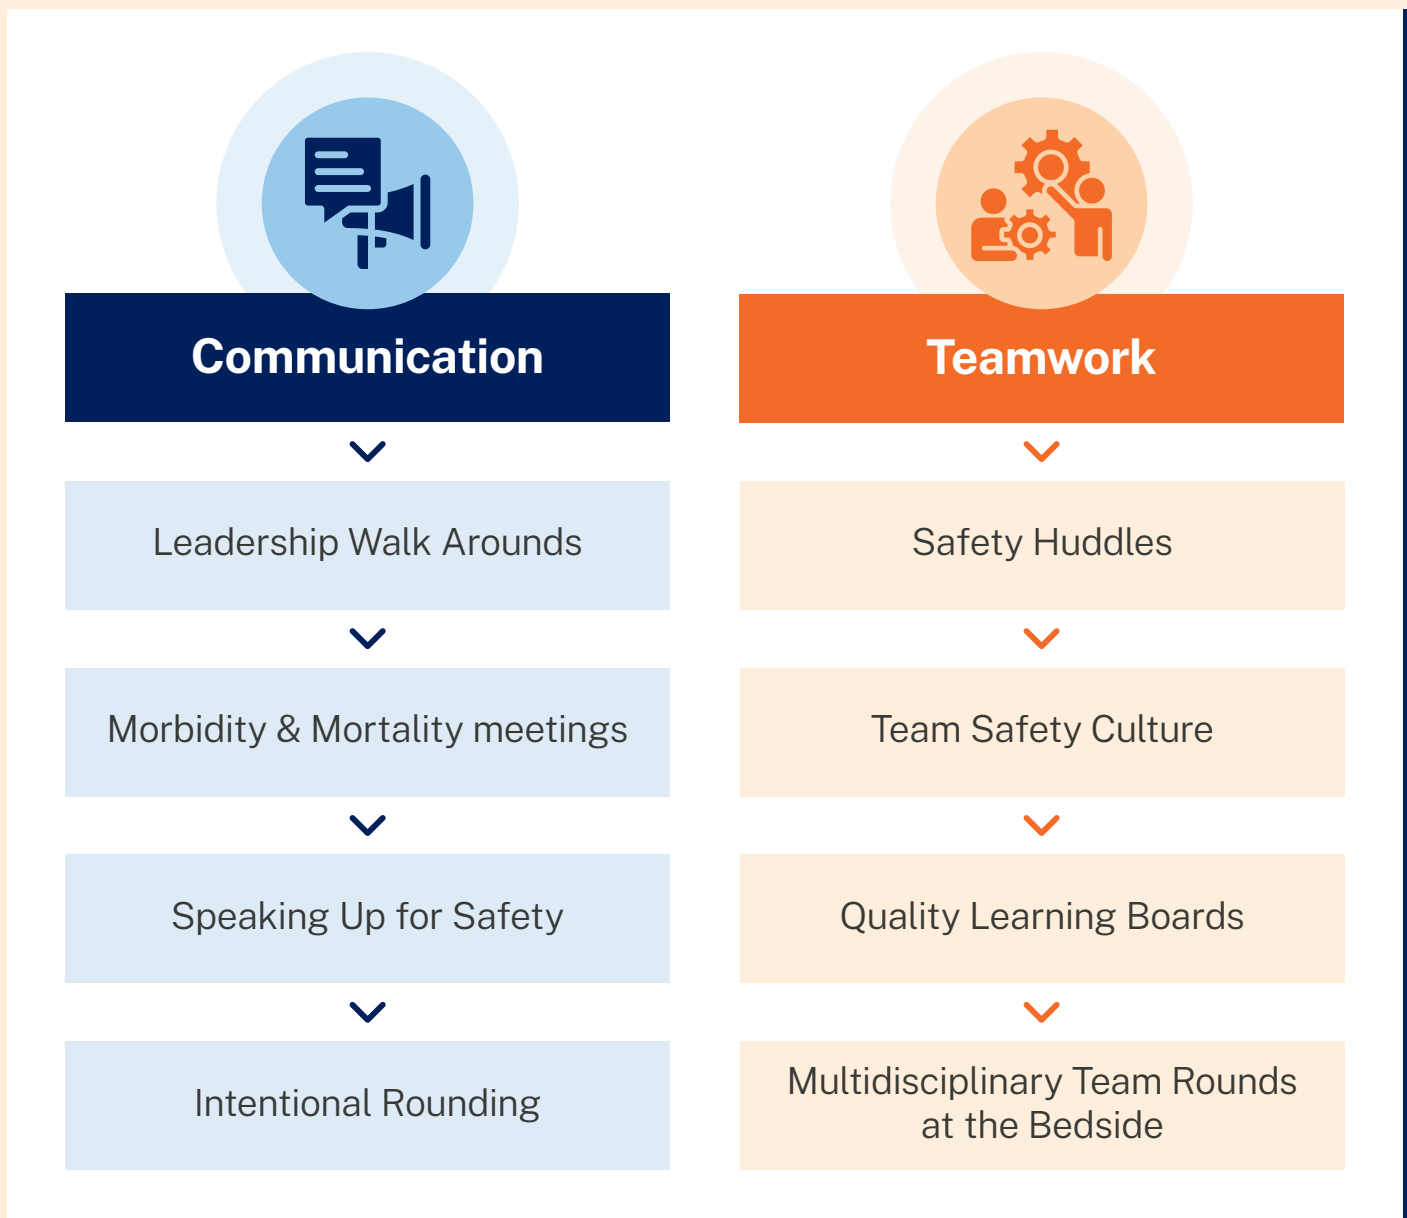 Communication
Leadership Walk Arounds
Morbidity & Mortality meetings
Speaking Up for Safety
Intentional Rounding
Teamwork
Safety Huddles
Team Safety Culture
Quality Learning Boards
Multidisciplinary Team Rounds
at the Bedside